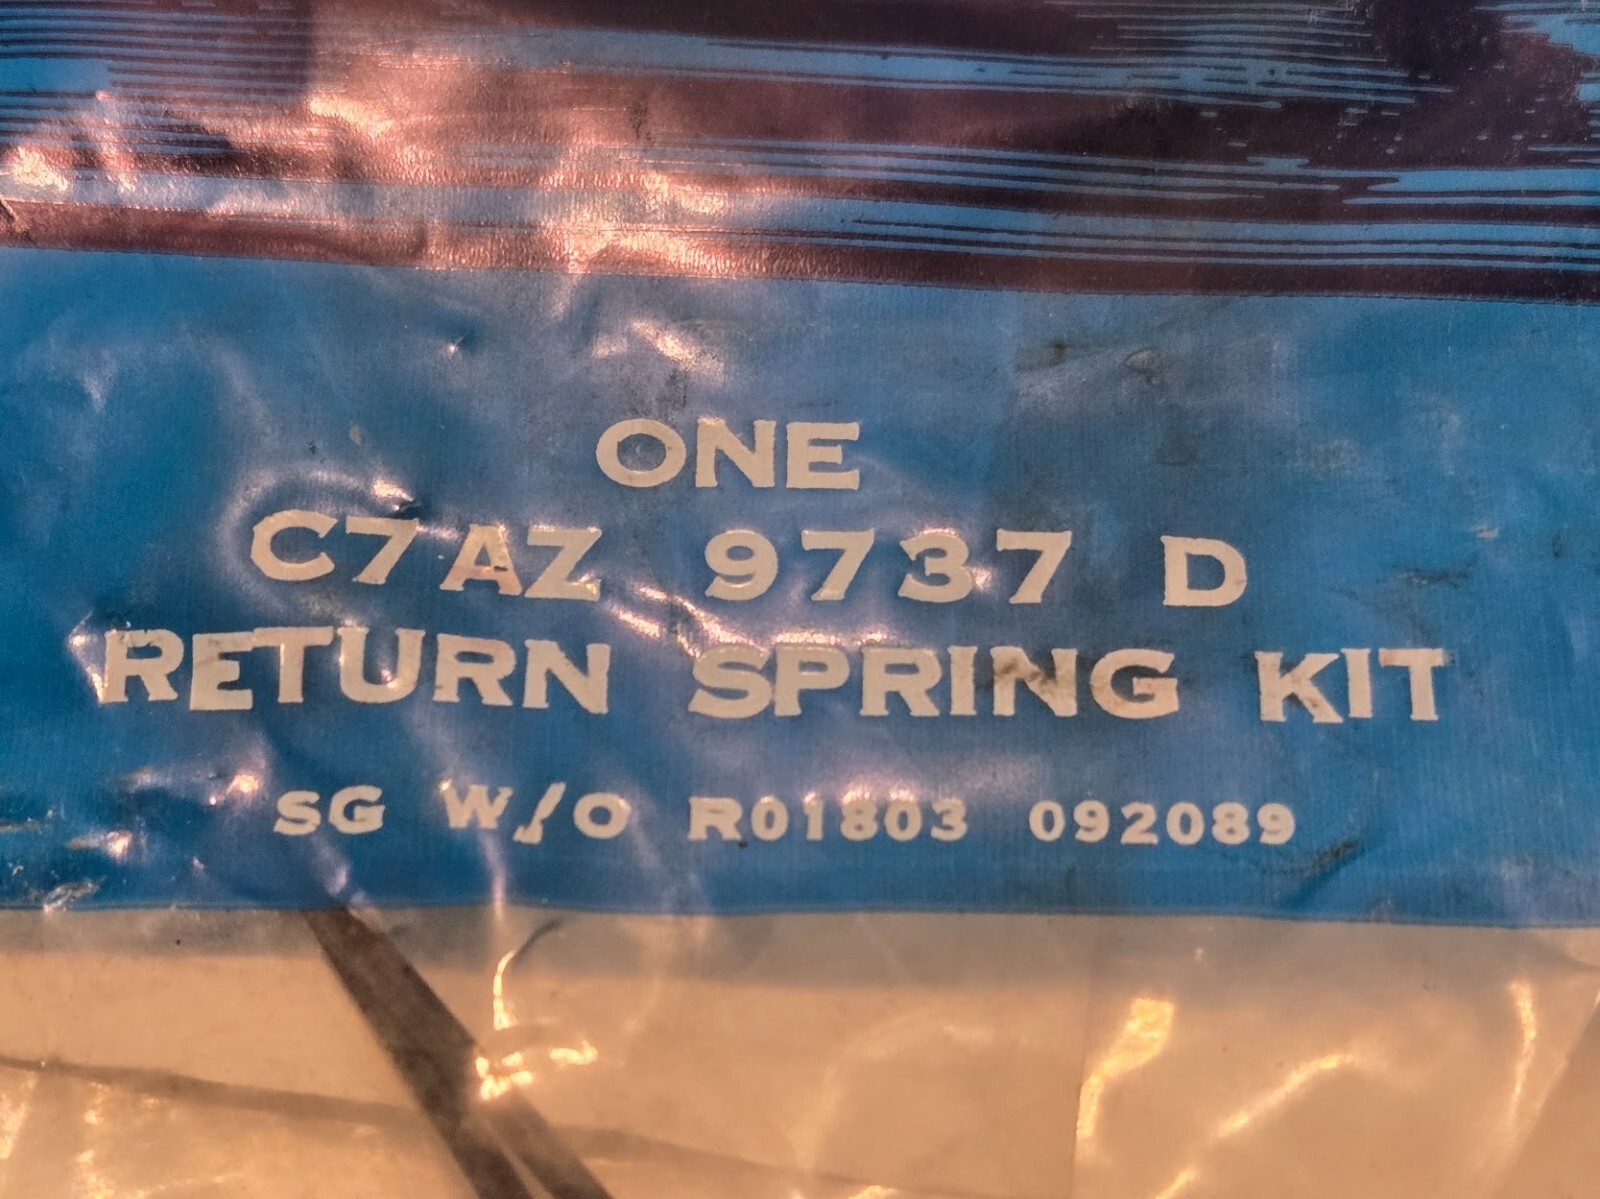 ONE
C7AZ 9737 D
RETURN SPRING KIT
SG W/O R01803 092089